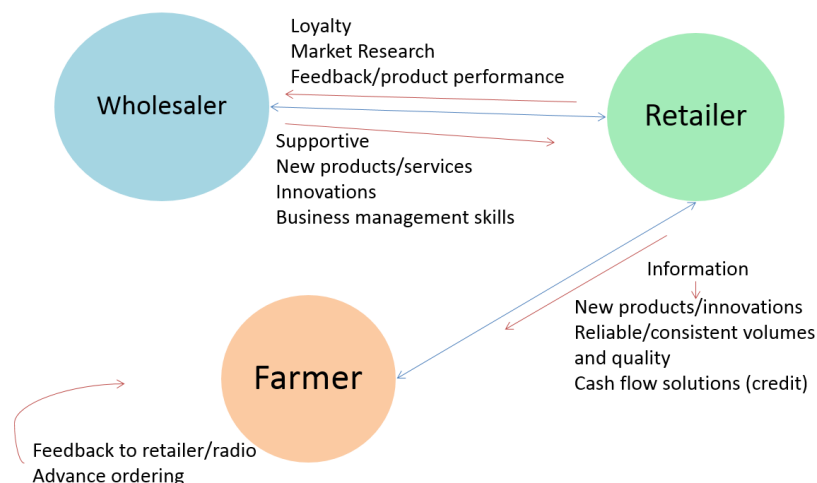 Loyalty
Market Research
Feedback/product performance
Wholesaler
Retailer
Supportive
New products/services
Innovations
Business management skills
Information
New products/innovations
Reliable/consistent volumes
and quality
Cash flow solutions (credit)
Farmer
Feedback to retailer/radio
Advance ordering